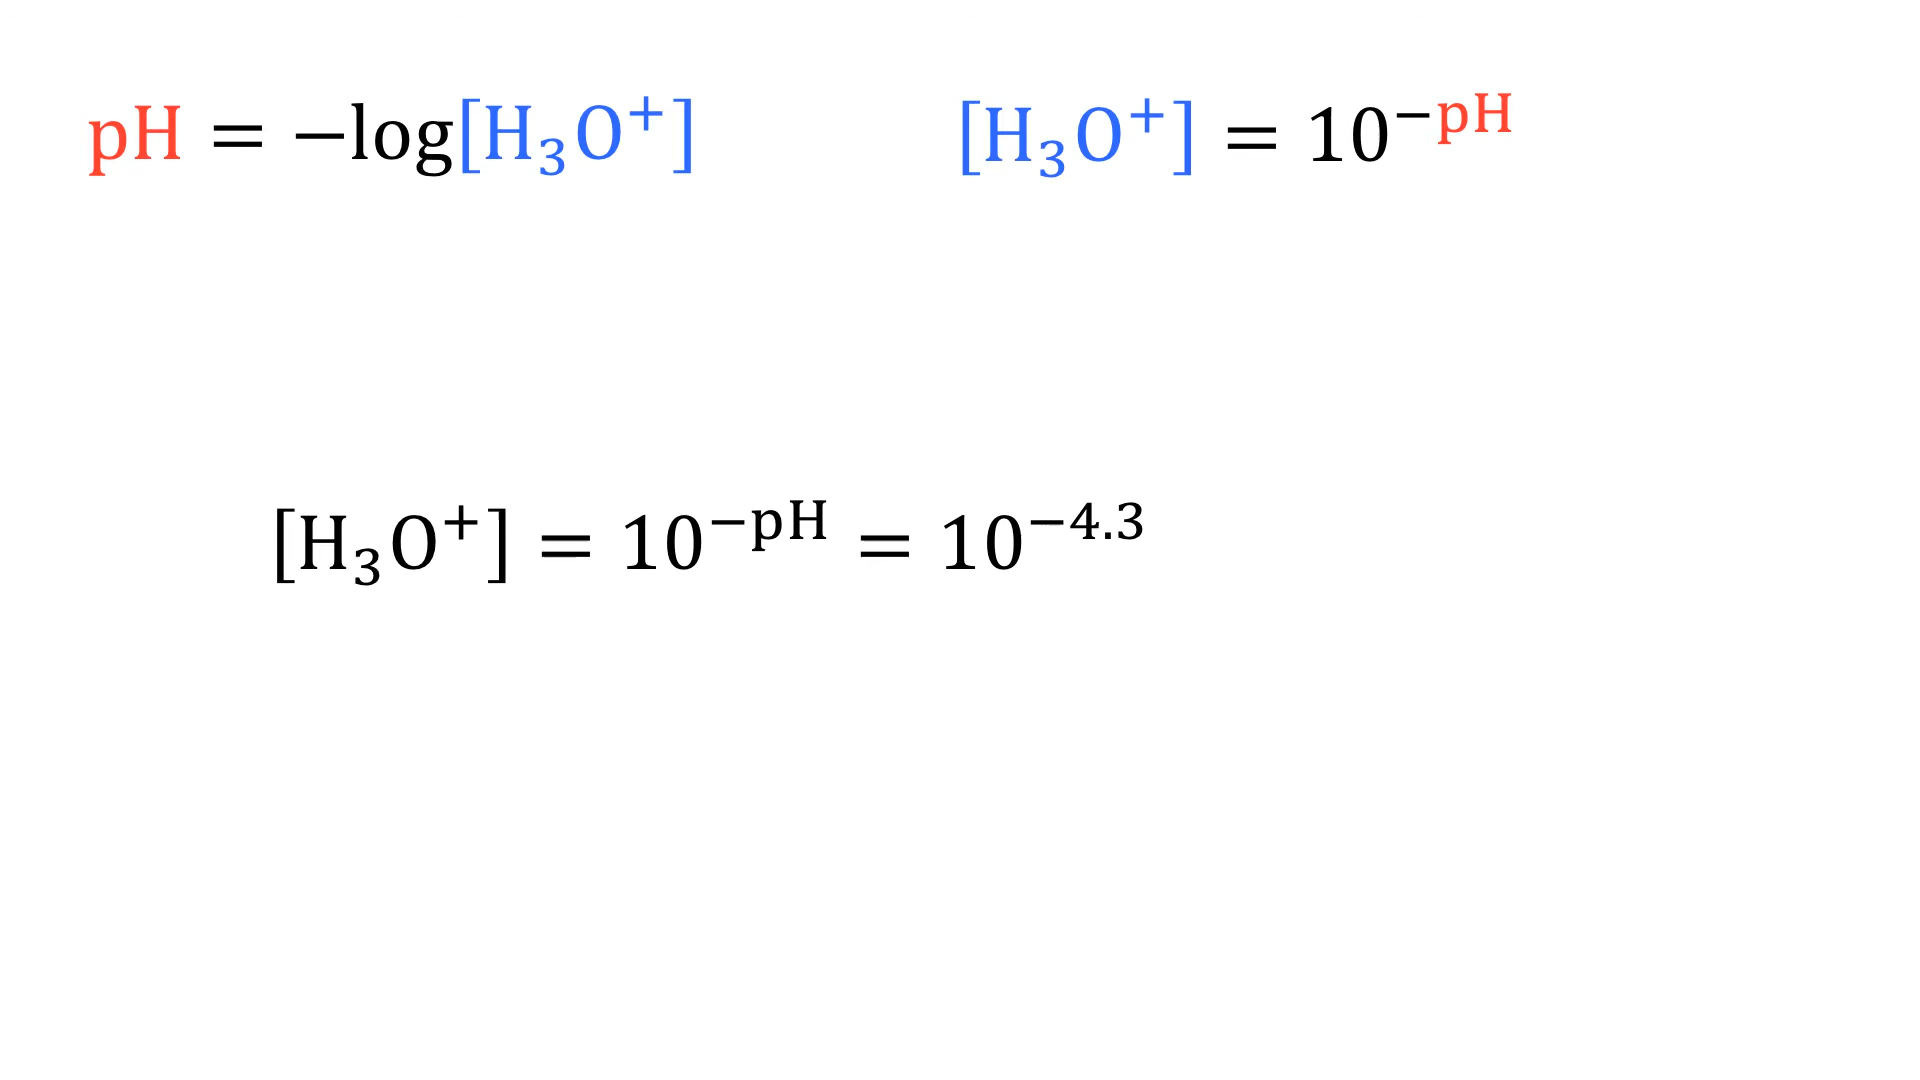 pH = −log[H₃O⁺]
[H₃O⁺] = 10⁻ᵖᴴ
[H₃O⁺] = 10⁻ᵖᴴ = 10⁻⁴·³